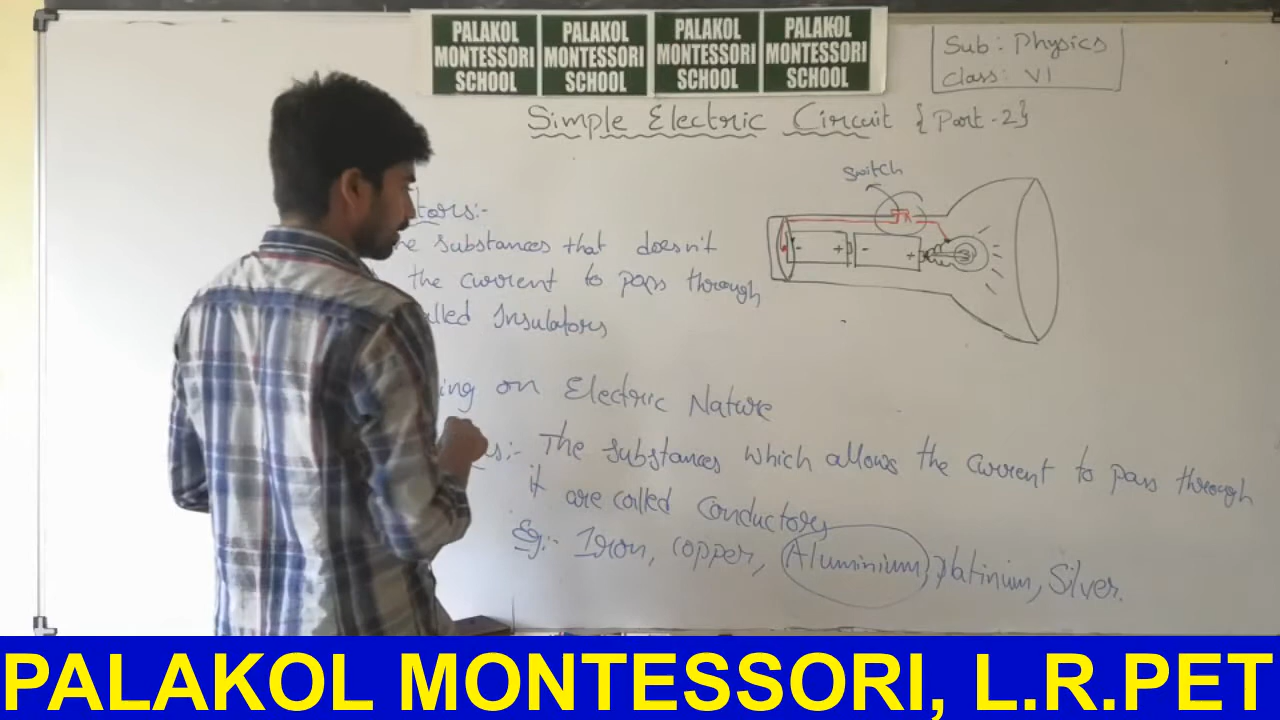 PALAKOL MONTESSORI SCHOOL
PALAKOL MONTESSORI SCHOOL
PALAKOL MONTESSORI SCHOOL
PALAKOL MONTESSORI SCHOOL
Sub: Physics
Class: VI
Simple Electric Circuit {Part-2}
Switch
tors:-
substances that doesn't
the current to pass through
Insulators
on Electric Nature
The substances which allows the current to pass through
it are called Conductors
Eg:- Iron, copper, Aluminium, platinium, Silver.
- + - +
PALAKOL MONTESSORI, L.R.PET